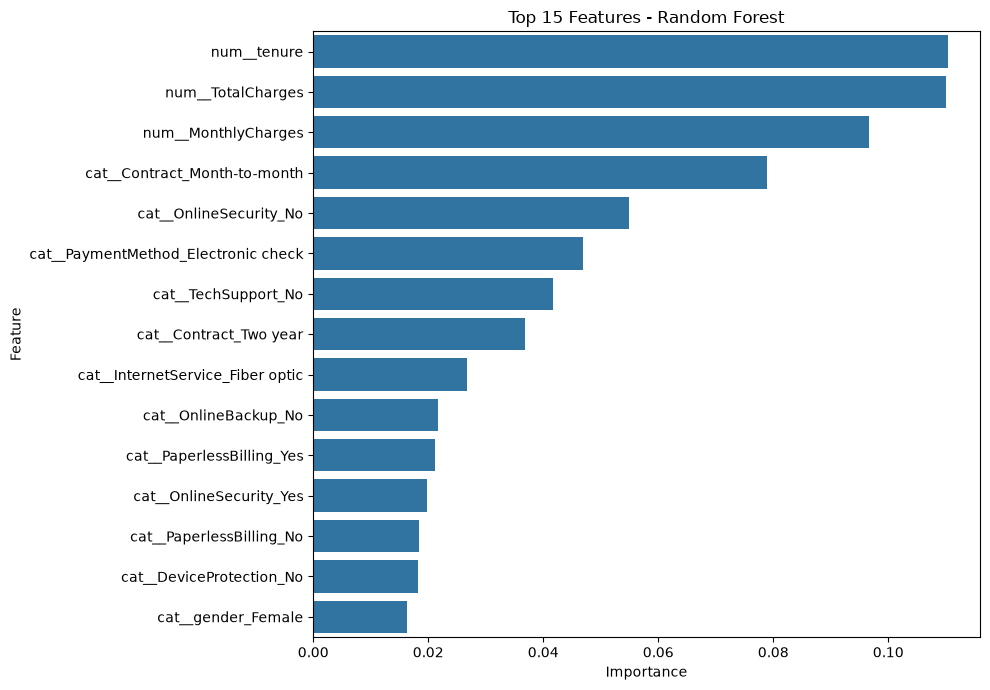 Top 15 Features - Random Forest
Feature
num__tenure
num__TotalCharges
num__MonthlyCharges
cat__Contract_Month-to-month
cat__OnlineSecurity_No
cat__PaymentMethod_Electronic check
cat__TechSupport_No
cat__Contract_Two year
cat__InternetService_Fiber optic
cat__OnlineBackup_No
cat__PaperlessBilling_Yes
cat__OnlineSecurity_Yes
cat__PaperlessBilling_No
cat__DeviceProtection_No
cat__gender_Female
0.00 0.02 0.04 0.06 0.08 0.10
Importance